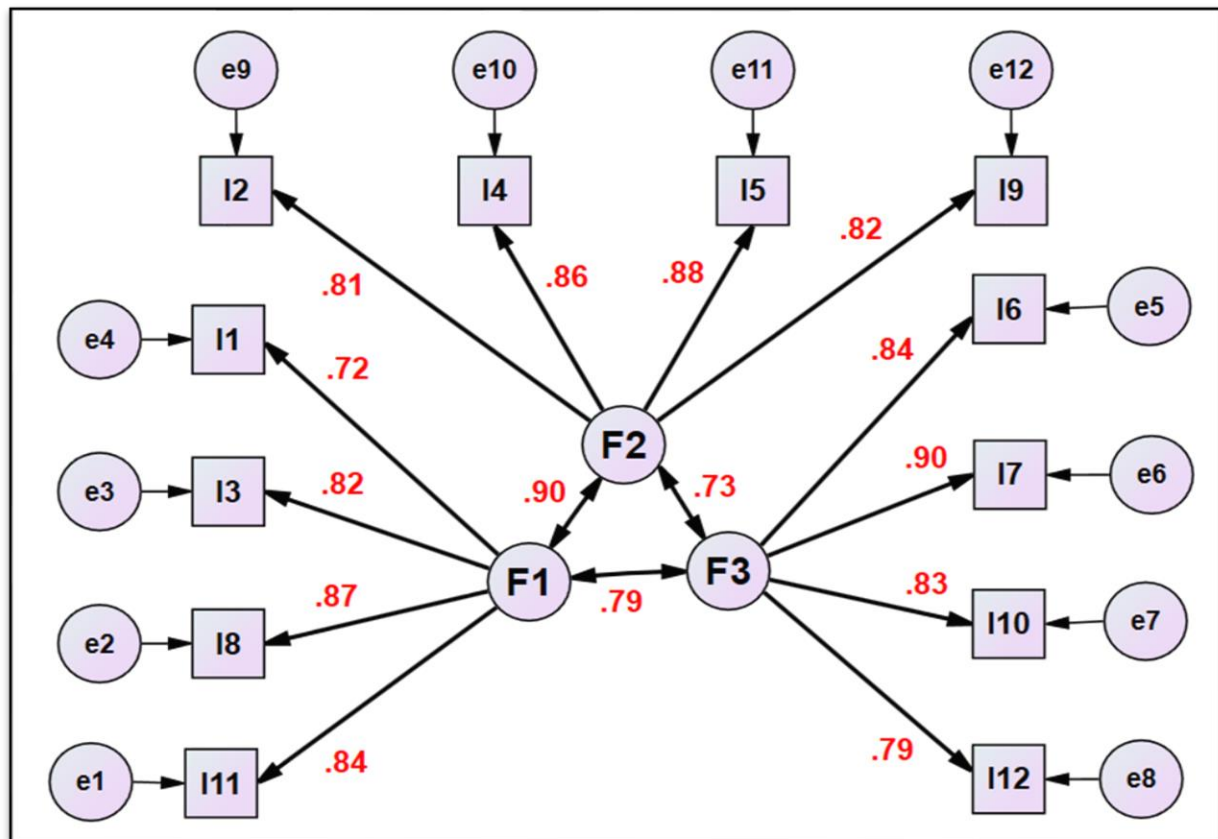 e9 e10 e11 e12
I2 I4 I5 I9
.81 .86 .88 .82
e4 I1 .72 .84 I6 e5
F2
e3 I3 .82 .90 .73 .90 I7 e6
F1 F3
.79
e2 I8 .87 .83 I10 e7
e1 I11 .84 .79 I12 e8